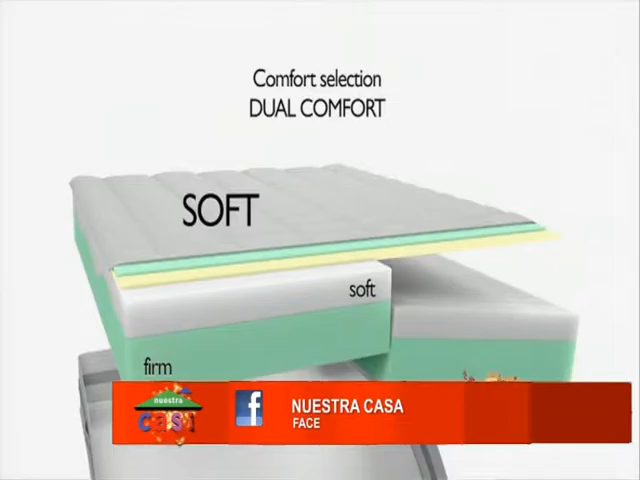 Comfort selection
DUAL COMFORT
SOFT
soft
firm
nuestra
casa
f
NUESTRA CASA
FACE